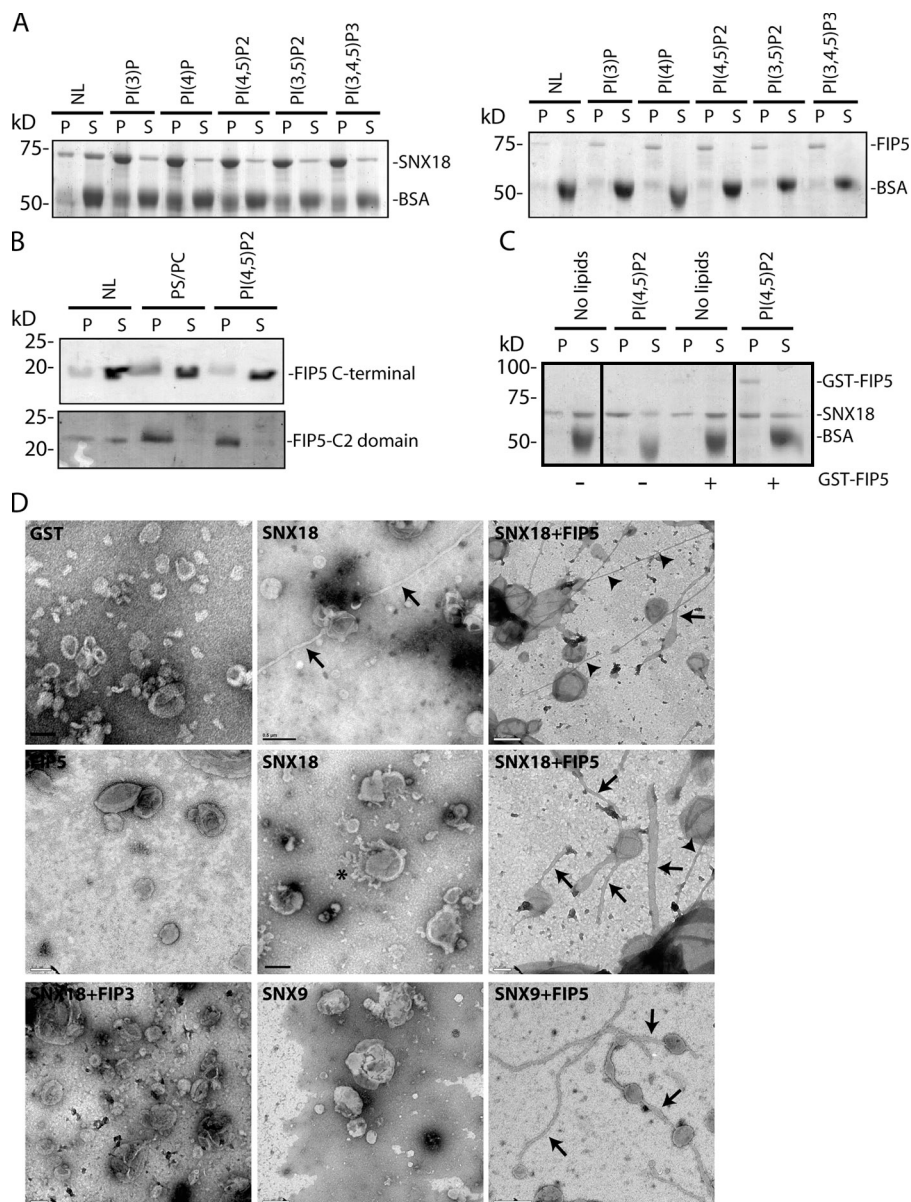 A
NL PI(3)P PI(4)P PI(4,5)P2 PI(3,5)P2 PI(3,4,5)P3
kD P S P S P S P S P S P S
75-
-SNX18
50-
-BSA
NL PI(3)P PI(4)P PI(4,5)P2 PI(3,5)P2 PI(3,4,5)P3
kD P S P S P S P S P S P S
75-
-FIP5
50-
-BSA
B
NL PS/PC PI(4,5)P2
kD P S P S P S
25-
20-
-FIP5 C-terminal
25-
20-
-FIP5-C2 domain
C
No lipids PI(4,5)P2 No lipids PI(4,5)P2
kD P S P S P S P S
100-
75-
50-
-GST-FIP5
-SNX18
-BSA
- - + + GST-FIP5
D
GST SNX18 SNX18+FIP5
0.5 µm
FIP5 SNX18 SNX18+FIP5
*
SNX18+FIP3 SNX9 SNX9+FIP5